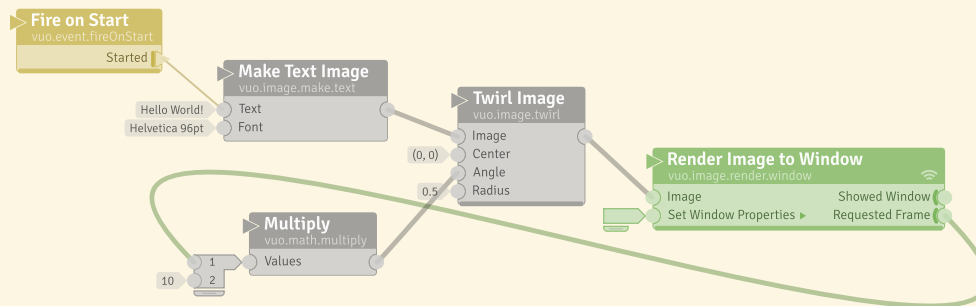 Fire on Start
vuo.event.fireOnStart
Started
Make Text Image
vuo.image.make.text
Hello World!
Text
Helvetica 96pt
Font
Twirl Image
vuo.image.twirl
Image
(0, 0)
Center
Angle
0.5
Radius
Render Image to Window
vuo.image.render.window
Image
Showed Window
Set Window Properties ▸
Requested Frame
Multiply
vuo.math.multiply
1
Values
10
2